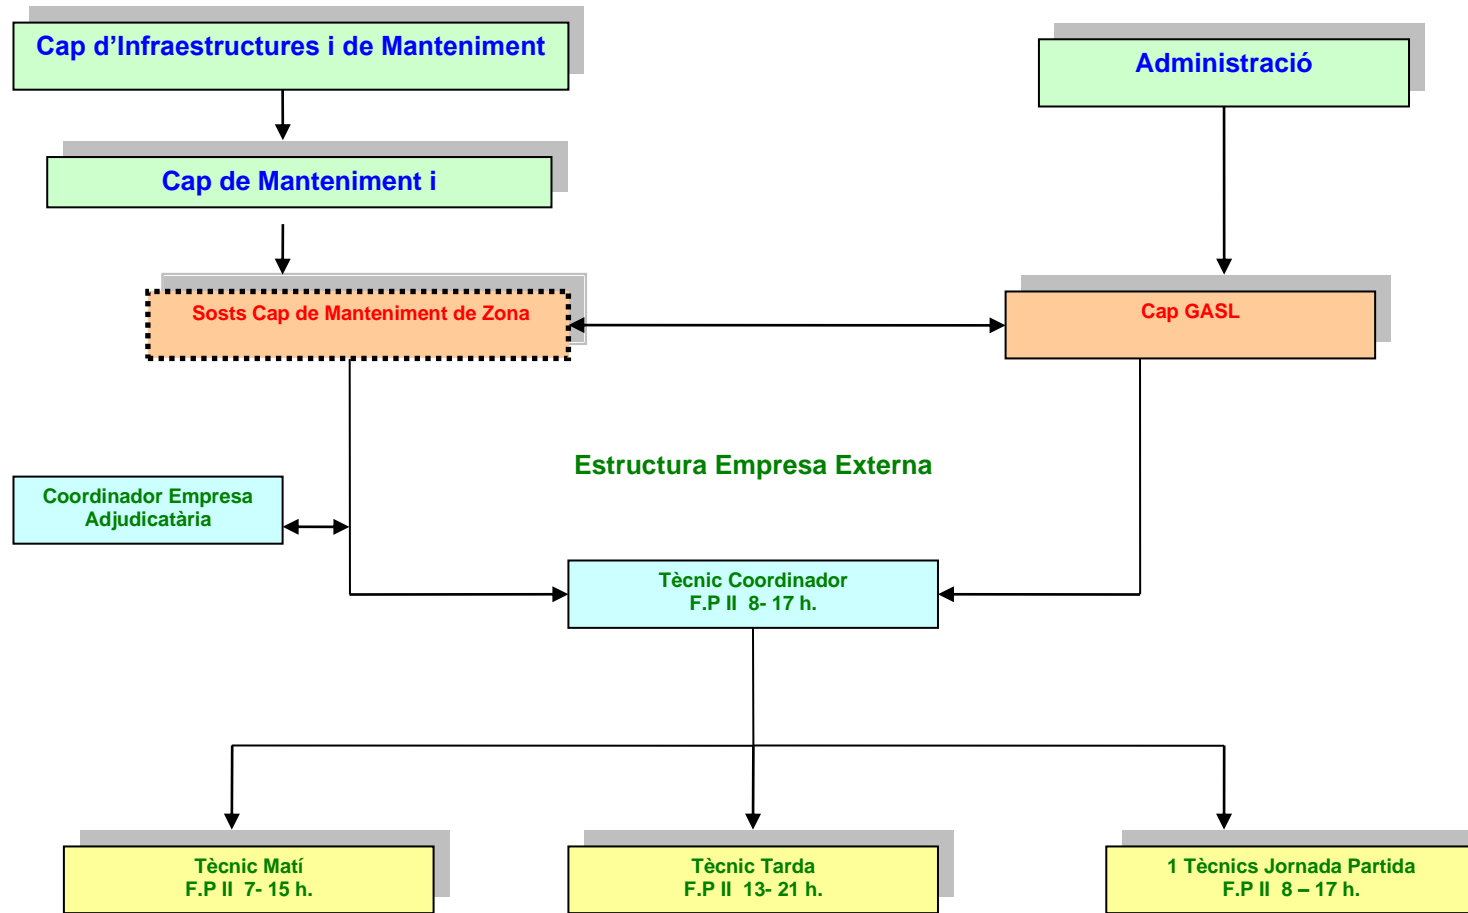 Cap d’Infraestructures i de Manteniment
Administració
Cap de Manteniment i
Sosts Cap de Manteniment de Zona
Cap GASL
Estructura Empresa Externa
Coordinador Empresa
Adjudicatària
Tècnic Coordinador
F.P II 8- 17 h.
Tècnic Matí
F.P II 7- 15 h.
Tècnic Tarda
F.P II 13- 21 h.
1 Tècnics Jornada Partida
F.P II 8 – 17 h.